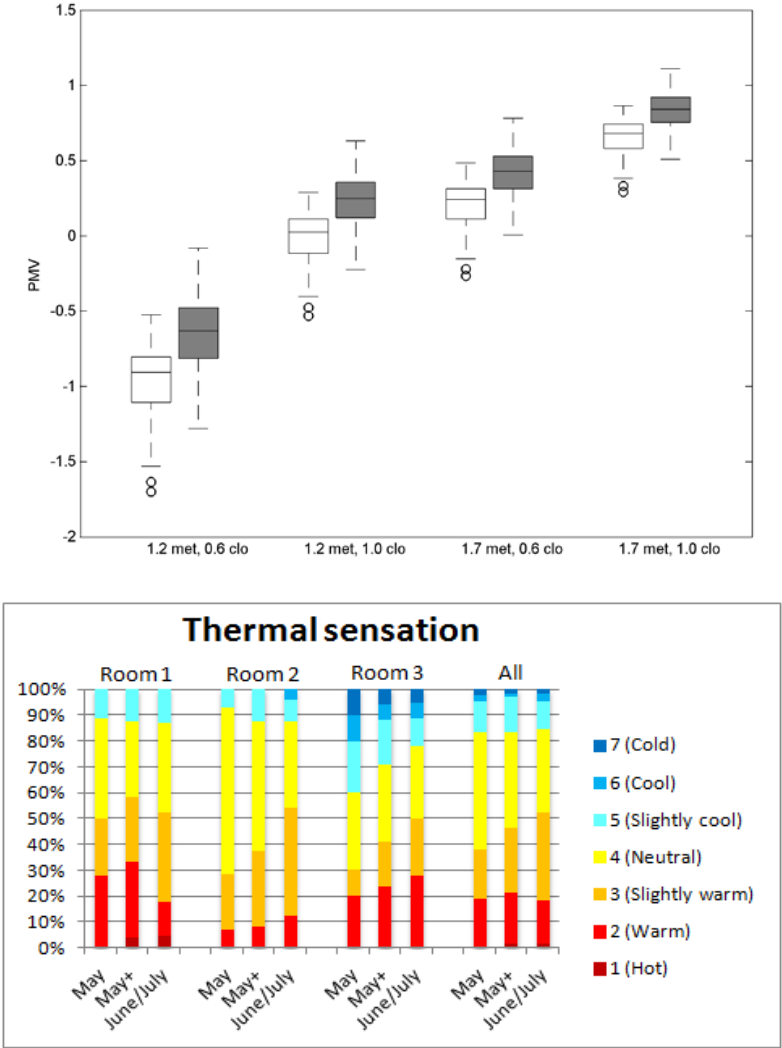 1.5
1
0.5
0
-0.5
-1
-1.5
-2
PMV
1.2 met, 0.6 clo 1.2 met, 1.0 clo 1.7 met, 0.6 clo 1.7 met, 1.0 clo
Thermal sensation
Room 1 Room 2 Room 3 All
100%
90%
80%
70%
60%
50%
40%
30%
20%
10%
0%
May May+ June/July May May+ June/July May May+ June/July May May+ June/July
7 (Cold)
6 (Cool)
5 (Slightly cool)
4 (Neutral)
3 (Slightly warm)
2 (Warm)
1 (Hot)